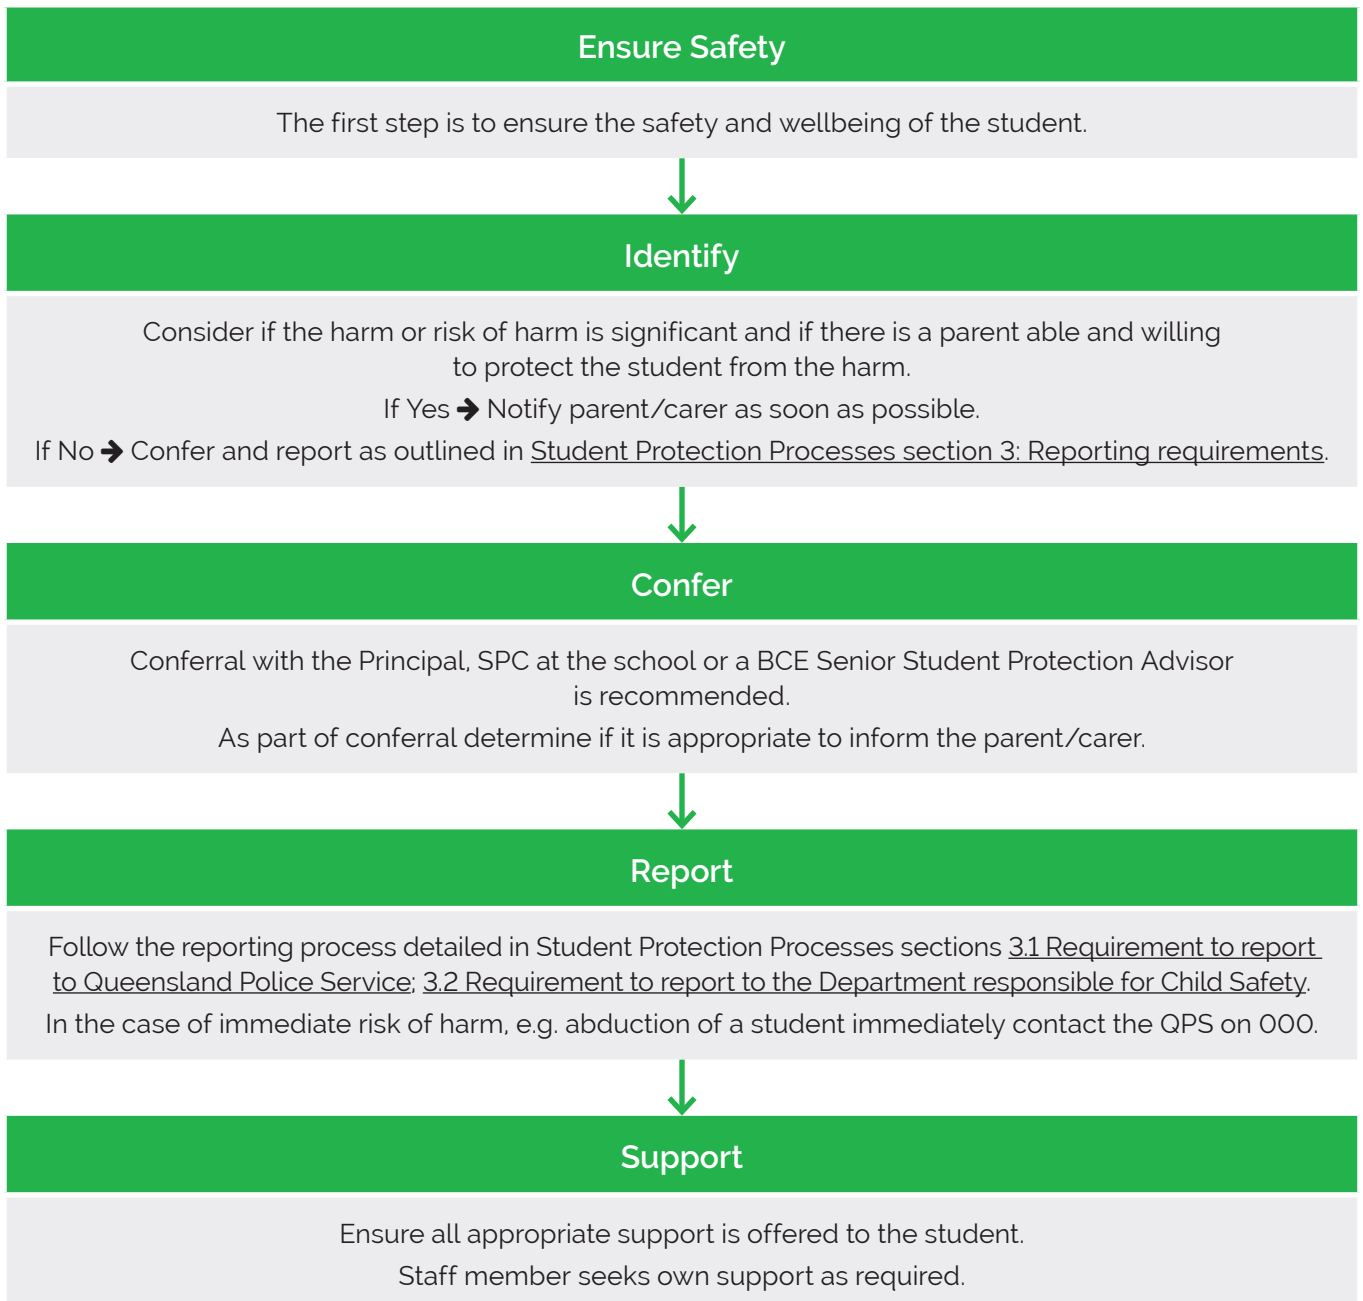 Ensure Safety
The first step is to ensure the safety and wellbeing of the student.
Identify
Consider if the harm or risk of harm is significant and if there is a parent able and willing
to protect the student from the harm.
If Yes → Notify parent/carer as soon as possible.
If No → Confer and report as outlined in Student Protection Processes section 3: Reporting requirements.
Confer
Conferral with the Principal, SPC at the school or a BCE Senior Student Protection Advisor
is recommended.
As part of conferral determine if it is appropriate to inform the parent/carer.
Report
Follow the reporting process detailed in Student Protection Processes sections 3.1 Requirement to report
to Queensland Police Service; 3.2 Requirement to report to the Department responsible for Child Safety.
In the case of immediate risk of harm, e.g. abduction of a student immediately contact the QPS on 000.
Support
Ensure all appropriate support is offered to the student.
Staff member seeks own support as required.